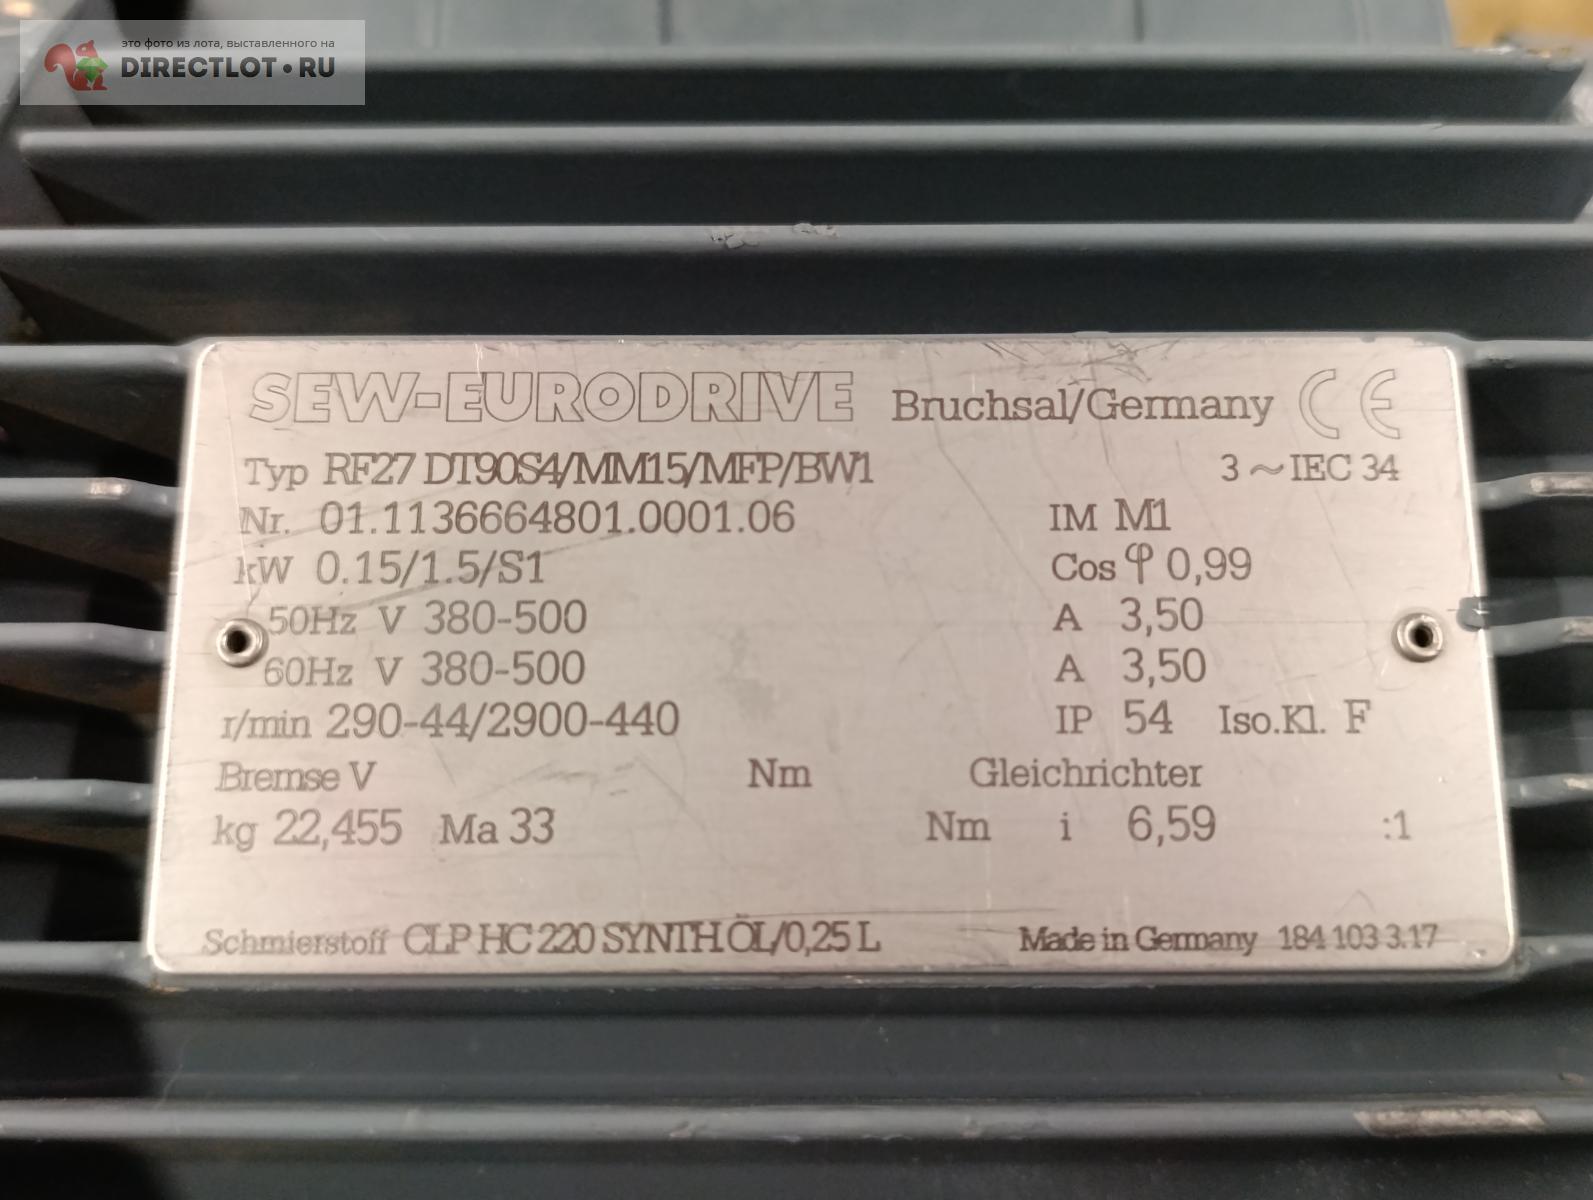 это фото из лота, выставленного на
DIRECTLOT•RU
SEW-EURODRIVE Bruchsal/Germany CE
Typ RF27 DT90S4/MM15/MFP/BW1 3~IEC 34
Nr. 01.1136664801.0001.06 IM M1
kW 0.15/1.5/S1 Cos φ 0,99
50Hz V 380-500 A 3,50
60Hz V 380-500 A 3,50
r/min 290-44/2900-440 IP 54 Iso.Kl. F
Bremse V Nm Gleichrichter
kg 22,455 Ma 33 Nm i 6,59 :1
Schmierstoff CLP HC 220 SYNTH.ÖL/0,25 L Made in Germany 184 103 3.17